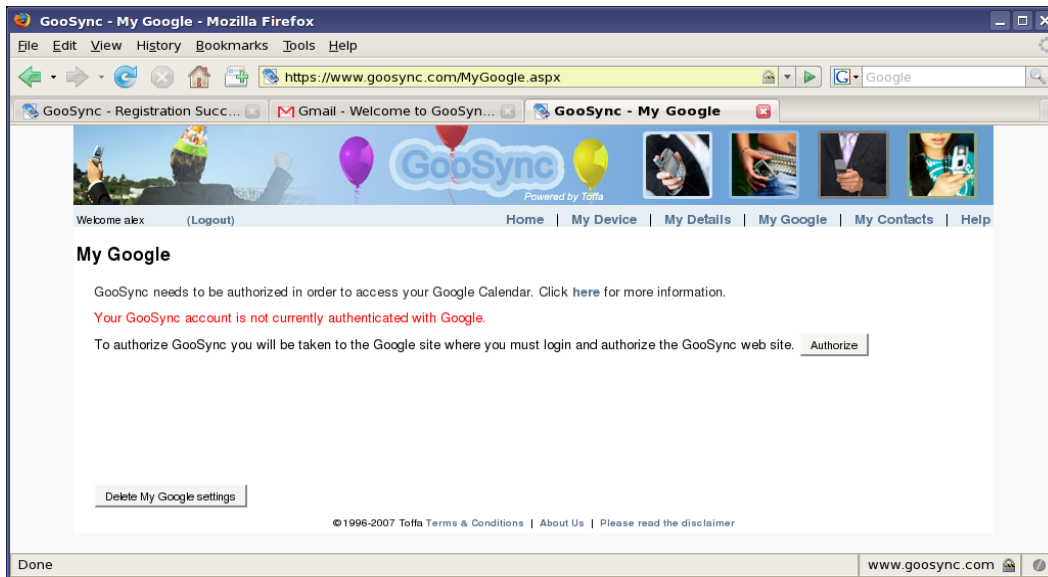 GooSync - My Google - Mozilla Firefox
File Edit View History Bookmarks Tools Help
https://www.goosync.com/MyGoogle.aspx
G Google
GooSync - Registration Succ...
Gmail - Welcome to GooSyn...
GooSync - My Google
GooSync
Powered by Toffa
Welcome alex (Logout)
Home | My Device | My Details | My Google | My Contacts | Help
My Google
GooSync needs to be authorized in order to access your Google Calendar. Click here for more information.
Your GooSync account is not currently authenticated with Google.
To authorize GooSync you will be taken to the Google site where you must login and authorize the GooSync web site. Authorize
Delete My Google settings
©1996-2007 Toffa Terms & Conditions | About Us | Please read the disclaimer
Done
www.goosync.com